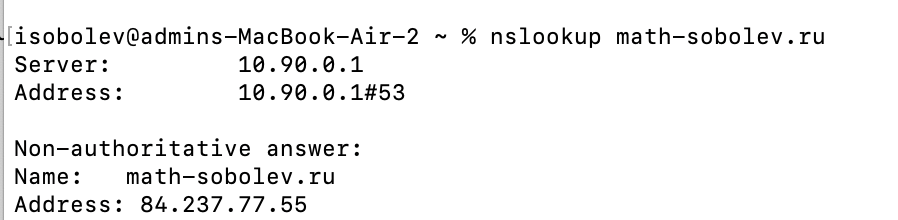 [isobolev@admins-MacBook-Air-2 ~ % nslookup math-sobolev.ru
Server:		10.90.0.1
Address:	10.90.0.1#53

Non-authoritative answer:
Name:	math-sobolev.ru
Address: 84.237.77.55